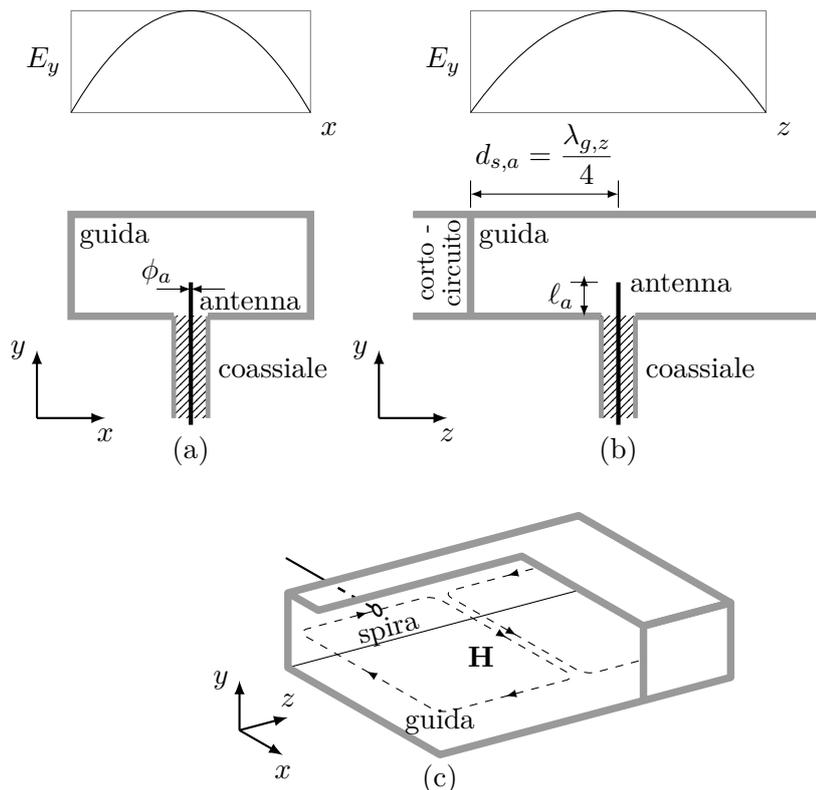 E_y
x
E_y
z
d_{s,a} = λ_{g,z}/4
guida
ϕ_a
antenna
coassiale
y
x
(a)
corto -
circuito
guida
ℓ_a
antenna
coassiale
y
z
(b)
spira
H
guida
y
z
x
(c)